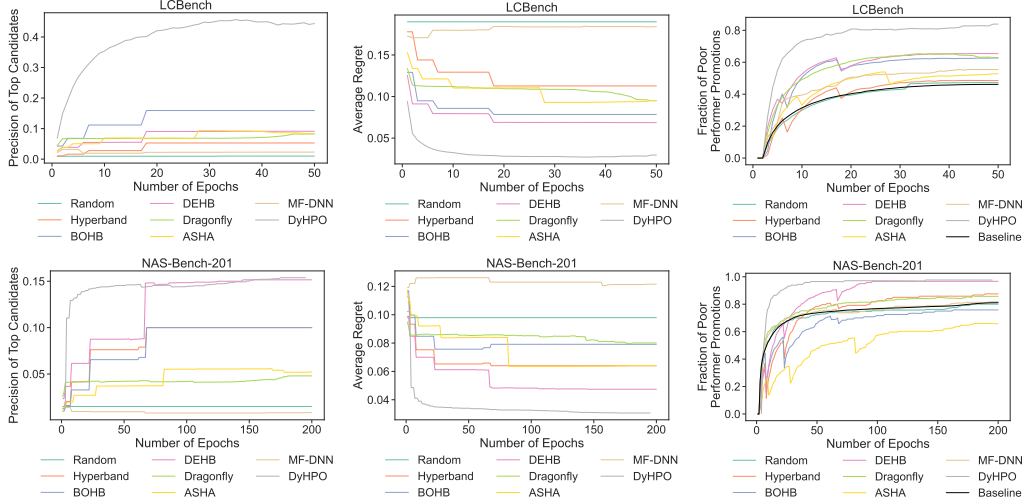 LCBench
Precision of Top Candidates
0.4
0.3
0.2
0.1
0.0
0 10 20 30 40 50
Number of Epochs
Random DEHB MF-DNN
Hyperband Dragonfly DyHPO
BOHB ASHA
LCBench
Average Regret
0.15
0.10
0.05
0 10 20 30 40 50
Number of Epochs
Random DEHB MF-DNN
Hyperband Dragonfly DyHPO
BOHB ASHA
LCBench
Fraction of Poor
Performer Promotions
0.8
0.6
0.4
0.2
0.0
0 10 20 30 40 50
Number of Epochs
Random DEHB MF-DNN
Hyperband Dragonfly DyHPO
BOHB ASHA Baseline
NAS-Bench-201
Precision of Top Candidates
0.15
0.10
0.05
0 50 100 150 200
Number of Epochs
Random DEHB MF-DNN
Hyperband Dragonfly DyHPO
BOHB ASHA
NAS-Bench-201
Average Regret
0.12
0.10
0.08
0.06
0.04
0 50 100 150 200
Number of Epochs
Random DEHB MF-DNN
Hyperband Dragonfly DyHPO
BOHB ASHA
NAS-Bench-201
Fraction of Poor
Performer Promotions
1.0
0.8
0.6
0.4
0.2
0.0
0 50 100 150 200
Number of Epochs
Random DEHB MF-DNN
Hyperband Dragonfly DyHPO
BOHB ASHA Baseline